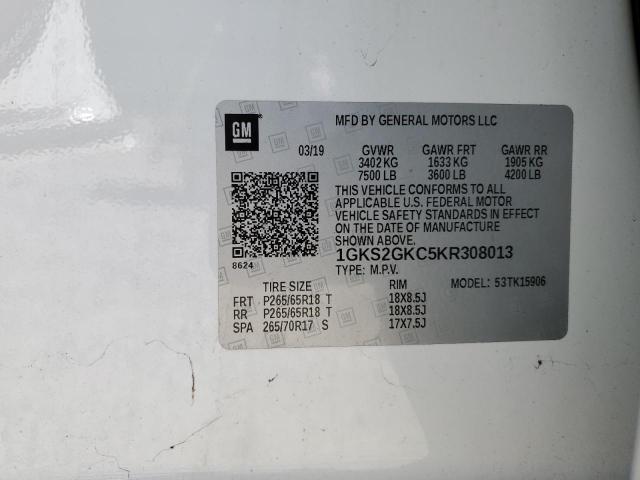 GM
MFD BY GENERAL MOTORS LLC
03/19 GVWR GAWR FRT GAWR RR
3402 KG 1633 KG 1905 KG
7500 LB 3600 LB 4200 LB
THIS VEHICLE CONFORMS TO ALL
APPLICABLE U.S. FEDERAL MOTOR
VEHICLE SAFETY STANDARDS IN EFFECT
ON THE DATE OF MANUFACTURE
SHOWN ABOVE.
8624
1GKS2GKC5KR308013
TYPE: M.P.V. MODEL: 53TK15906
TIRE SIZE RIM
FRT P265/65R18 T 18X8.5J
RR P265/65R18 T 18X8.5J
SPA 265/70R17 S 17X7.5J